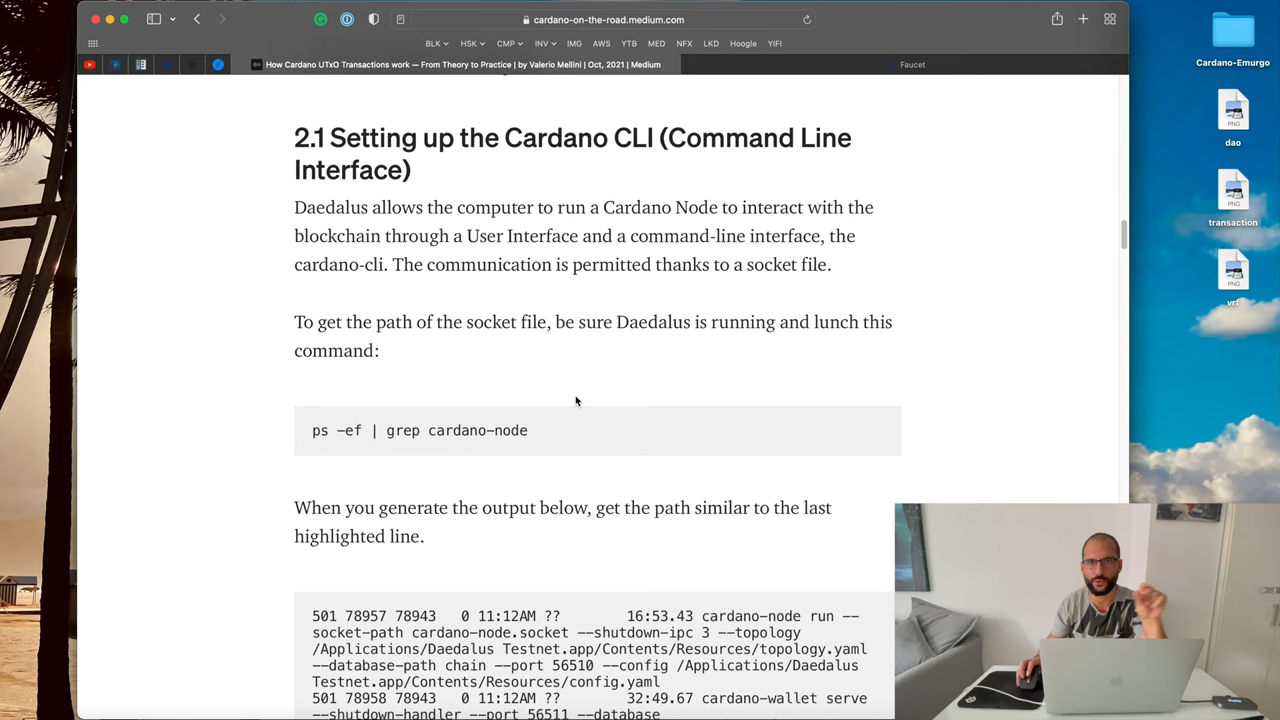 cardano-on-the-road.medium.com
BLK HSK CMP INV IMG AWS YTB MED NFX LKD Hoogle YIFI
How Cardano UTxO Transactions work — From Theory to Practice | by Valerio Mellini | Oct, 2021 | Medium
Faucet
Cardano-Emurgo
PNG
dao
PNG
transaction
PNG
vrf
2.1 Setting up the Cardano CLI (Command Line
Interface)
Daedalus allows the computer to run a Cardano Node to interact with the
blockchain through a User Interface and a command-line interface, the
cardano-cli. The communication is permitted thanks to a socket file.
To get the path of the socket file, be sure Daedalus is running and lunch this
command:
ps -ef | grep cardano-node
When you generate the output below, get the path similar to the last
highlighted line.
501 78957 78943 0 11:12AM ?? 16:53.43 cardano-node run --
socket-path cardano-node.socket --shutdown-ipc 3 --topology
/Applications/Daedalus Testnet.app/Contents/Resources/topology.yaml
--database-path chain --port 56510 --config /Applications/Daedalus
Testnet.app/Contents/Resources/config.yaml
501 78958 78943 0 11:12AM ?? 32:49.67 cardano-wallet serve
--shutdown-handler --port 56511 --database